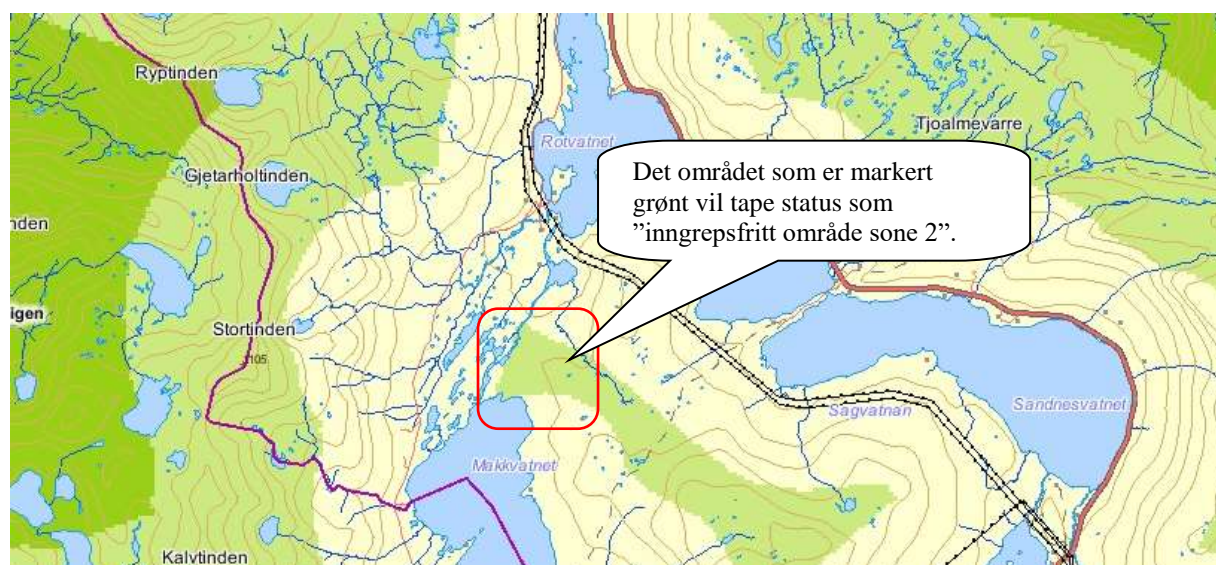 Ryptinden
Rotvatnet
Tjoalmevarre
Det området som er markert
grønt vil tape status som
”inngrepsfritt område sone 2”.
Gjetarholtinden
nden
igen
Stortinden
1105
Sagvatnan
Sandnesvatnet
Makkvatnet
Kalvtinden